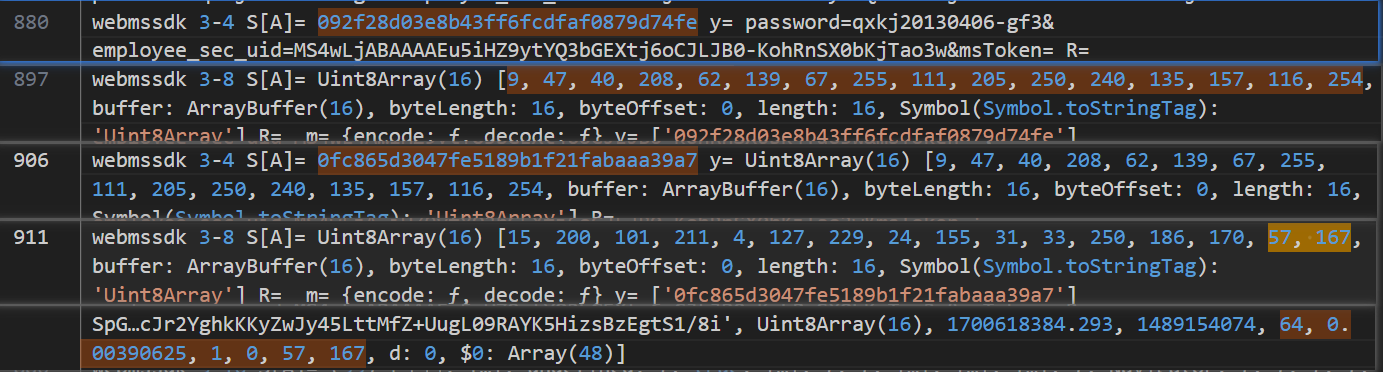 880
webmssdk 3-4 S[A]= 092f28d03e8b43ff6fcdfaf0879d74fe y= password=qxkj20130406-gf3&
employee_sec_uid=MS4wLjABAAAAEu5iHZ9ytYQ3bGEXtj6oCJLJB0-KohRnSX0bKjTao3w&msToken= R=
897
webmssdk 3-8 S[A]= Uint8Array(16) [9, 47, 40, 208, 62, 139, 67, 255, 111, 205, 250, 240, 135, 157, 116, 254,
buffer: ArrayBuffer(16), byteLength: 16, byteOffset: 0, length: 16, Symbol(Symbol.toStringTag):
'Uint8Array'] R= m= {encode: ƒ, decode: ƒ} y= ['092f28d03e8b43ff6fcdfaf0879d74fe']
906
webmssdk 3-4 S[A]= 0fc865d3047fe5189b1f21fabaaa39a7 y= Uint8Array(16) [9, 47, 40, 208, 62, 139, 67, 255,
111, 205, 250, 240, 135, 157, 116, 254, buffer: ArrayBuffer(16), byteLength: 16, byteOffset: 0, length: 16,
Symbol(Symbol.toStringTag): 'Uint8Array'] R=
911
webmssdk 3-8 S[A]= Uint8Array(16) [15, 200, 101, 211, 4, 127, 229, 24, 155, 31, 33, 250, 186, 170, 57, 167,
buffer: ArrayBuffer(16), byteLength: 16, byteOffset: 0, length: 16, Symbol(Symbol.toStringTag):
'Uint8Array'] R= m= {encode: ƒ, decode: ƒ} y= ['0fc865d3047fe5189b1f21fabaaa39a7']
SpG…cJr2YghkKKyZwJy45LttMfZ+UugL09RAYK5HizsBzEgtS1/8i', Uint8Array(16), 1700618384.293, 1489154074, 64, 0.
00390625, 1, 0, 57, 167, d: 0, $0: Array(48)]